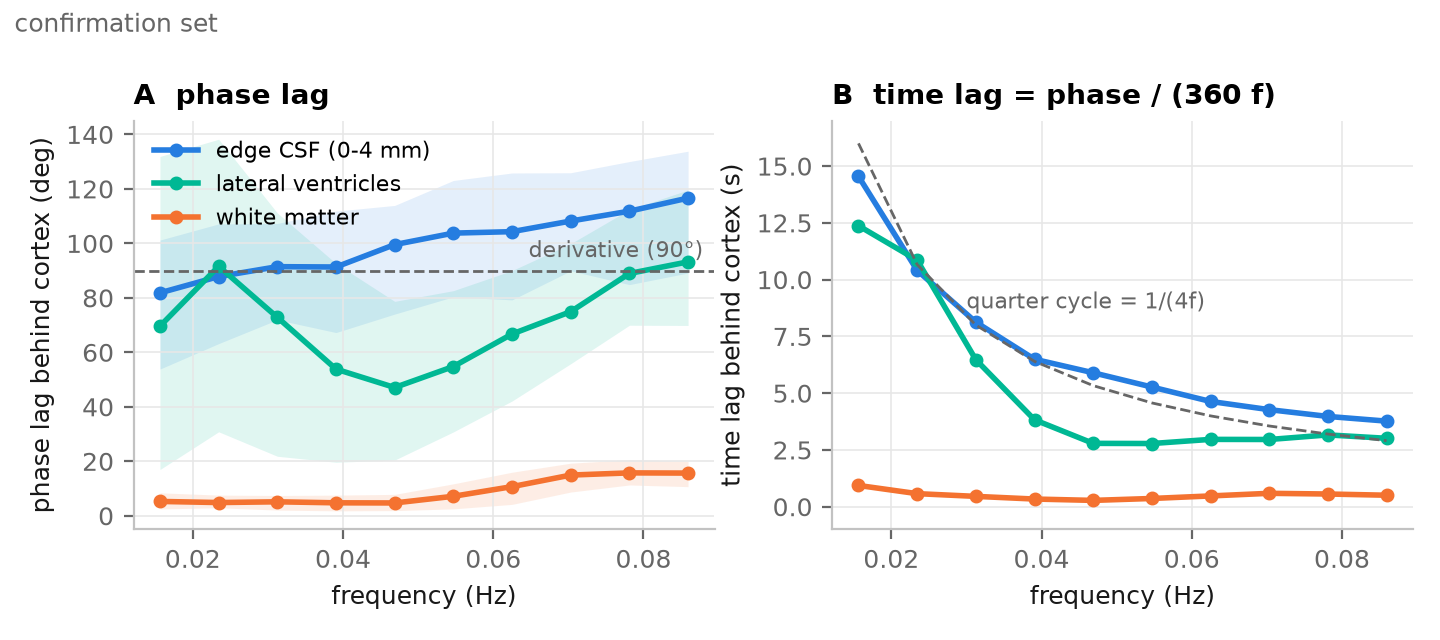 confirmation set
A phase lag
phase lag behind cortex (deg)
140
120
100
80
60
40
20
0
edge CSF (0-4 mm)
lateral ventricles
white matter
derivative (90°)
0.02
0.04
0.06
0.08
frequency (Hz)
B time lag = phase / (360 f)
time lag behind cortex (s)
15.0
12.5
10.0
7.5
5.0
2.5
0.0
quarter cycle = 1/(4f)
0.02
0.04
0.06
0.08
frequency (Hz)